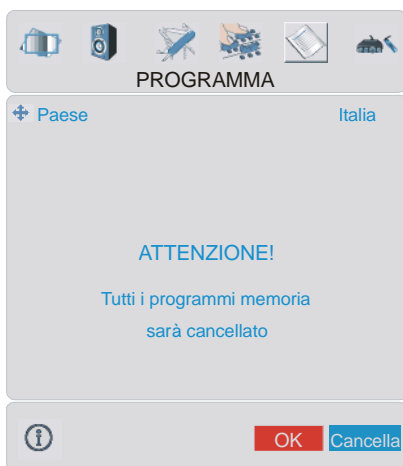 PROGRAMMA
Paese Italia
ATTENZIONE!
Tutti i programmi memoria
sarà cancellato
OK Cancella